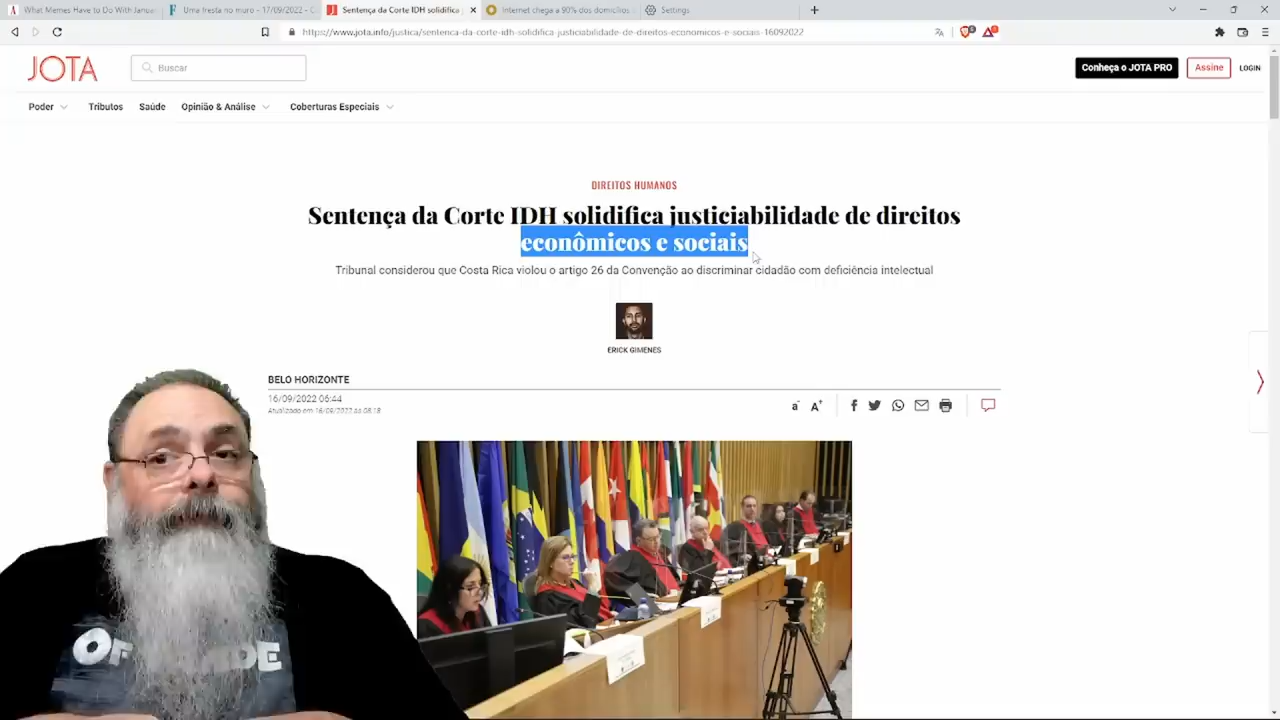 What Memes Have to Do With Januar
Uma fresta no muro - 17/09/2022 - C
Sentença da Corte IDH solidifica
Internet chega a 90% dos domicílios
Settings
https://www.jota.info/justica/sentenca-da-corte-idh-solidifica-justiciabilidade-de-direitos-economicos-e-sociais-16092022
JOTA
Buscar
Conheça o JOTA PRO
Assine
LOGIN
Poder
Tributos
Saúde
Opinião & Análise
Coberturas Especiais
DIREITOS HUMANOS
Sentença da Corte IDH solidifica justiciabilidade de direitos
econômicos e sociais
Tribunal considerou que Costa Rica violou o artigo 26 da Convenção ao discriminar cidadão com deficiência intelectual
ERICK GIMENES
BELO HORIZONTE
16/09/2022 06:44
Atualizado em 16/09/2022 às 08:18
a-
A+